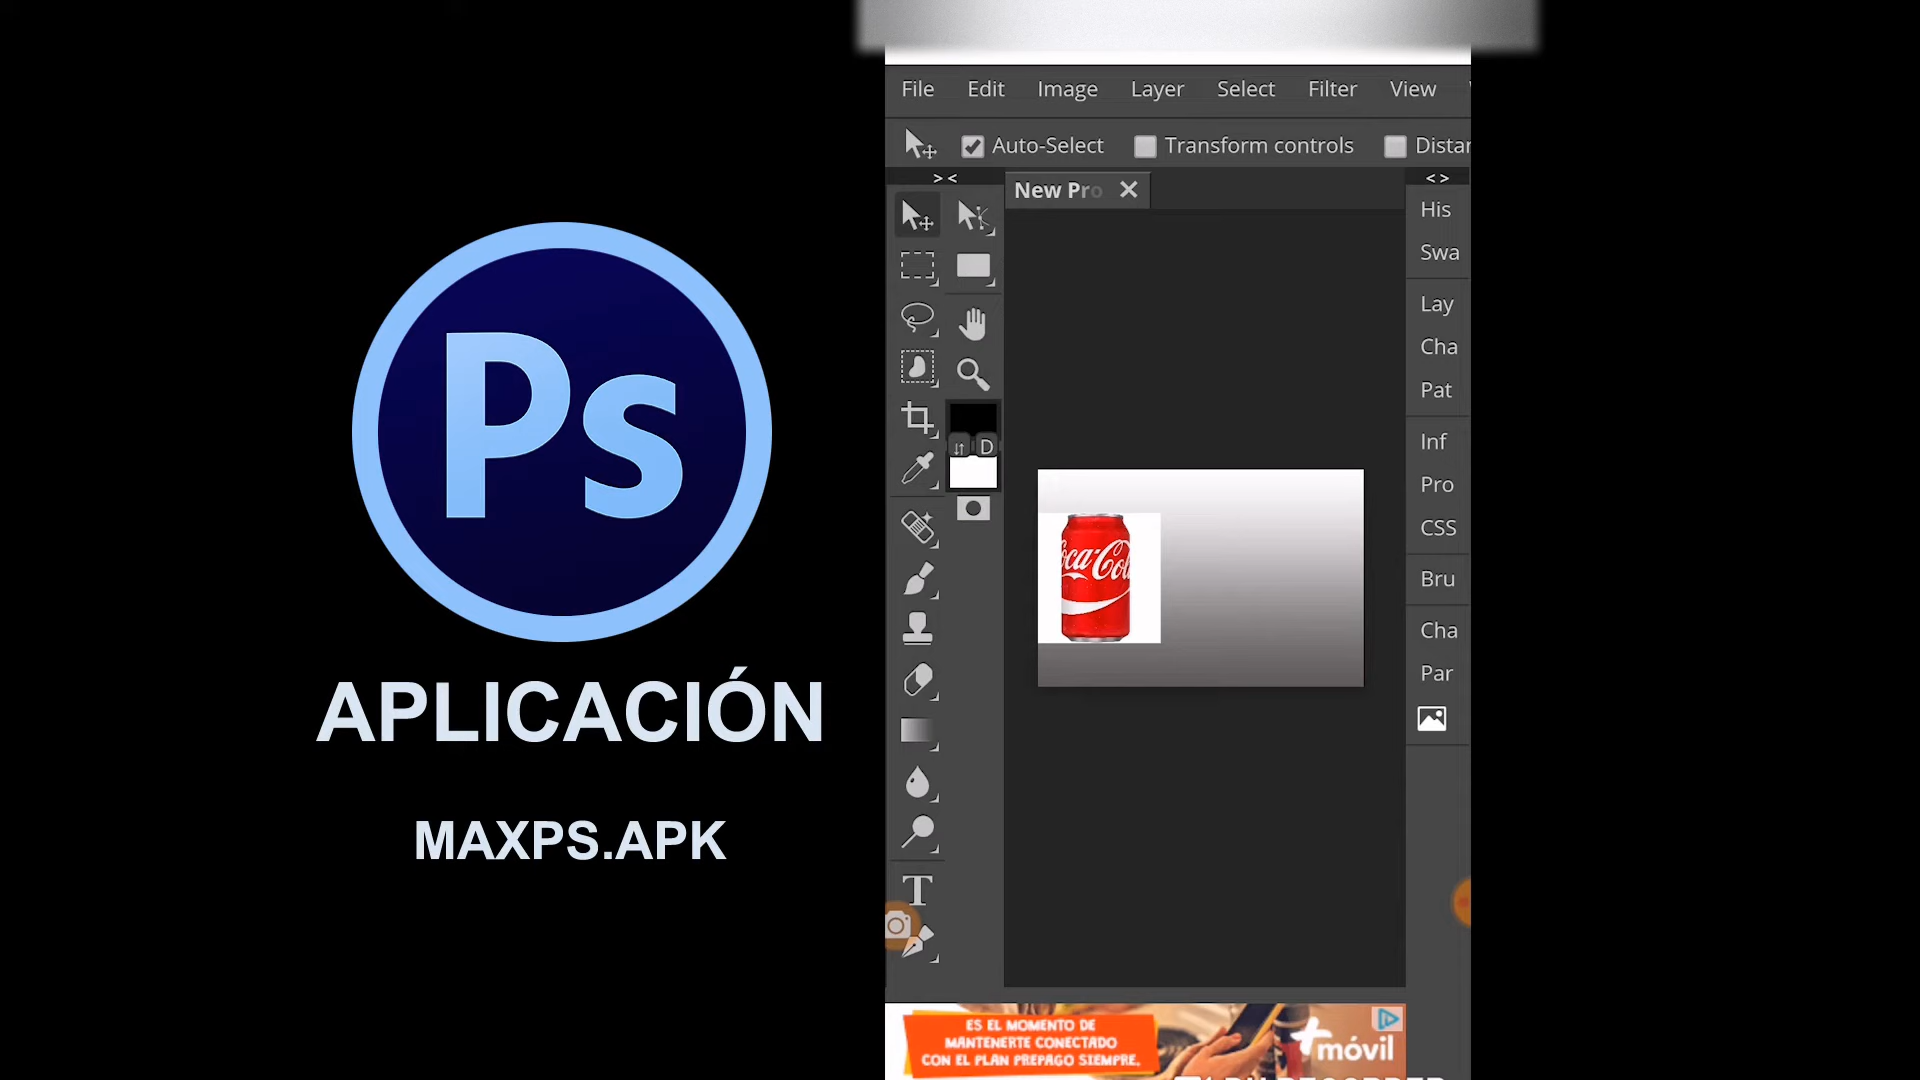 Ps
APLICACIÓN
MAXPS.APK
File Edit Image Layer Select Filter View
Auto-Select Transform controls Distan
> <
< >
New Pro
His
Swa
Lay
Cha
Pat
D
Inf
Pro
CSS
Bru
Cha
Par
T
Coca-Cola
ES EL MOMENTO DE
MANTENERTE CONECTADO
CON EL PLAN PREPAGO SIEMPRE.
+móvil